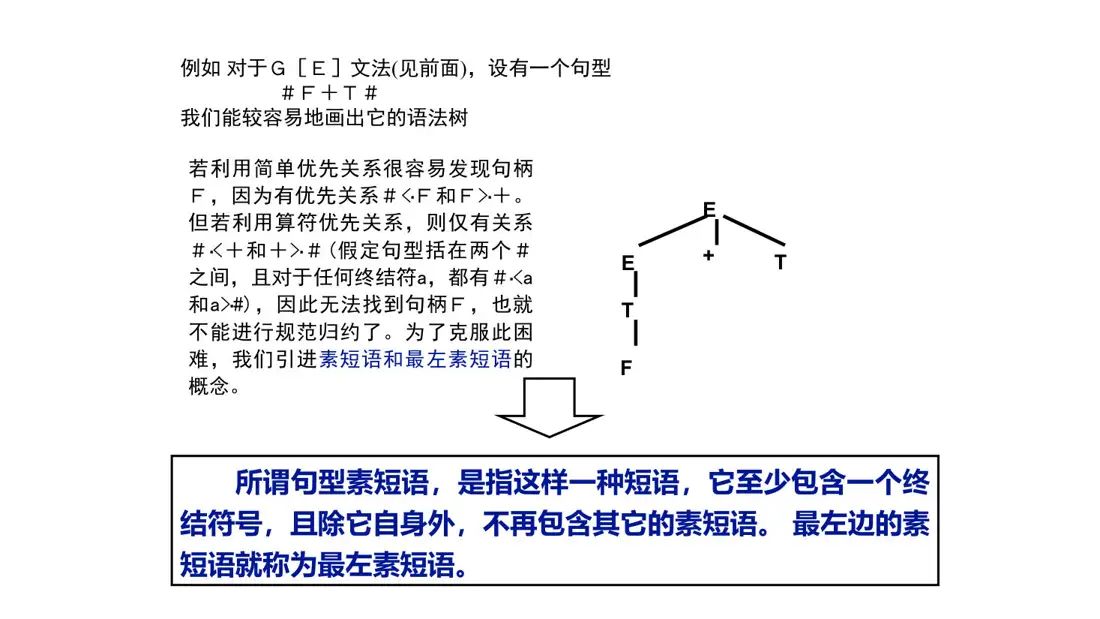 例如 对于Ｇ［Ｅ］文法(见前面)，设有一个句型
＃Ｆ＋Ｔ＃
我们能较容易地画出它的语法树
若利用简单优先关系很容易发现句柄
Ｆ，因为有优先关系＃<·Ｆ和Ｆ>·＋。
但若利用算符优先关系，则仅有关系
＃·<＋和＋>·＃(假定句型括在两个＃
之间，且对于任何终结符a，都有＃·<a
和a>·#)，因此无法找到句柄Ｆ，也就
不能进行规范归约了。为了克服此困
难，我们引进素短语和最左素短语的
概念。
E
E + T
T
F
所谓句型素短语，是指这样一种短语，它至少包含一个终
结符号，且除它自身外，不再包含其它的素短语。 最左边的素
短语就称为最左素短语。